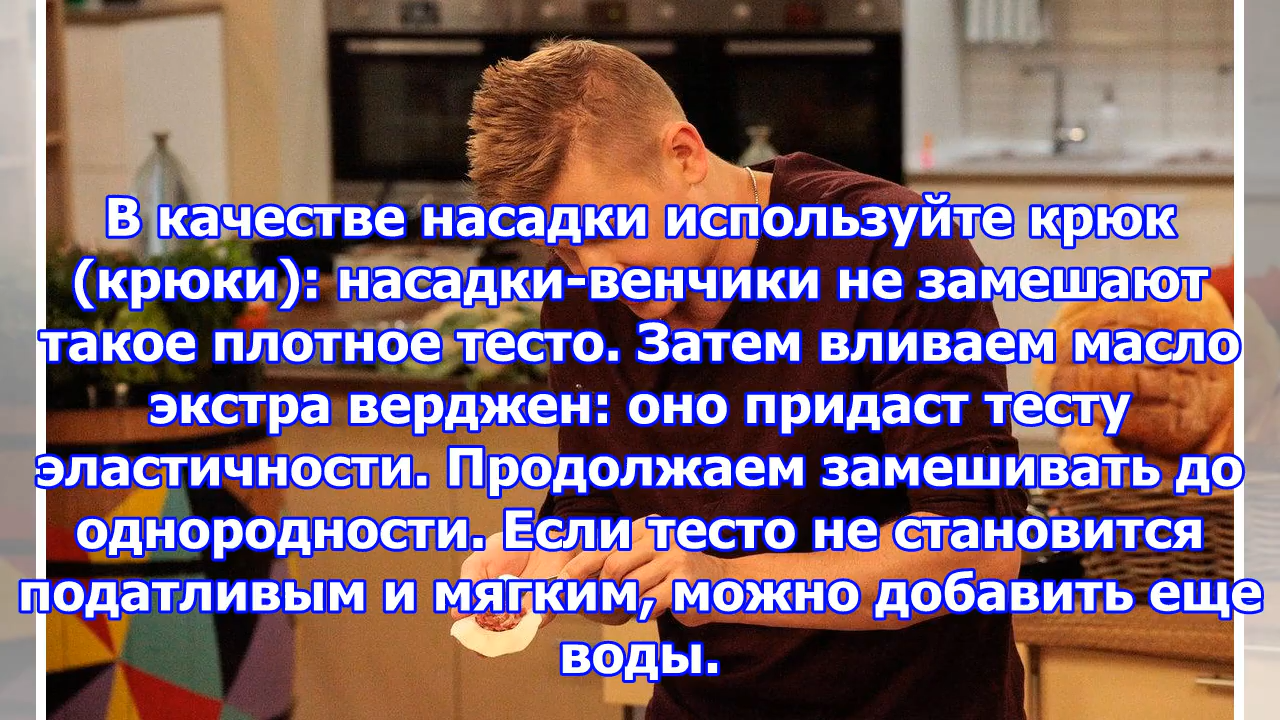 В качестве насадки используйте крюк
(крюки): насадки-венчики не замешают
такое плотное тесто. Затем вливаем масло
экстра верджен: оно придаст тесту
эластичности. Продолжаем замешивать до
однородности. Если тесто не становится
податливым и мягким, можно добавить еще
воды.